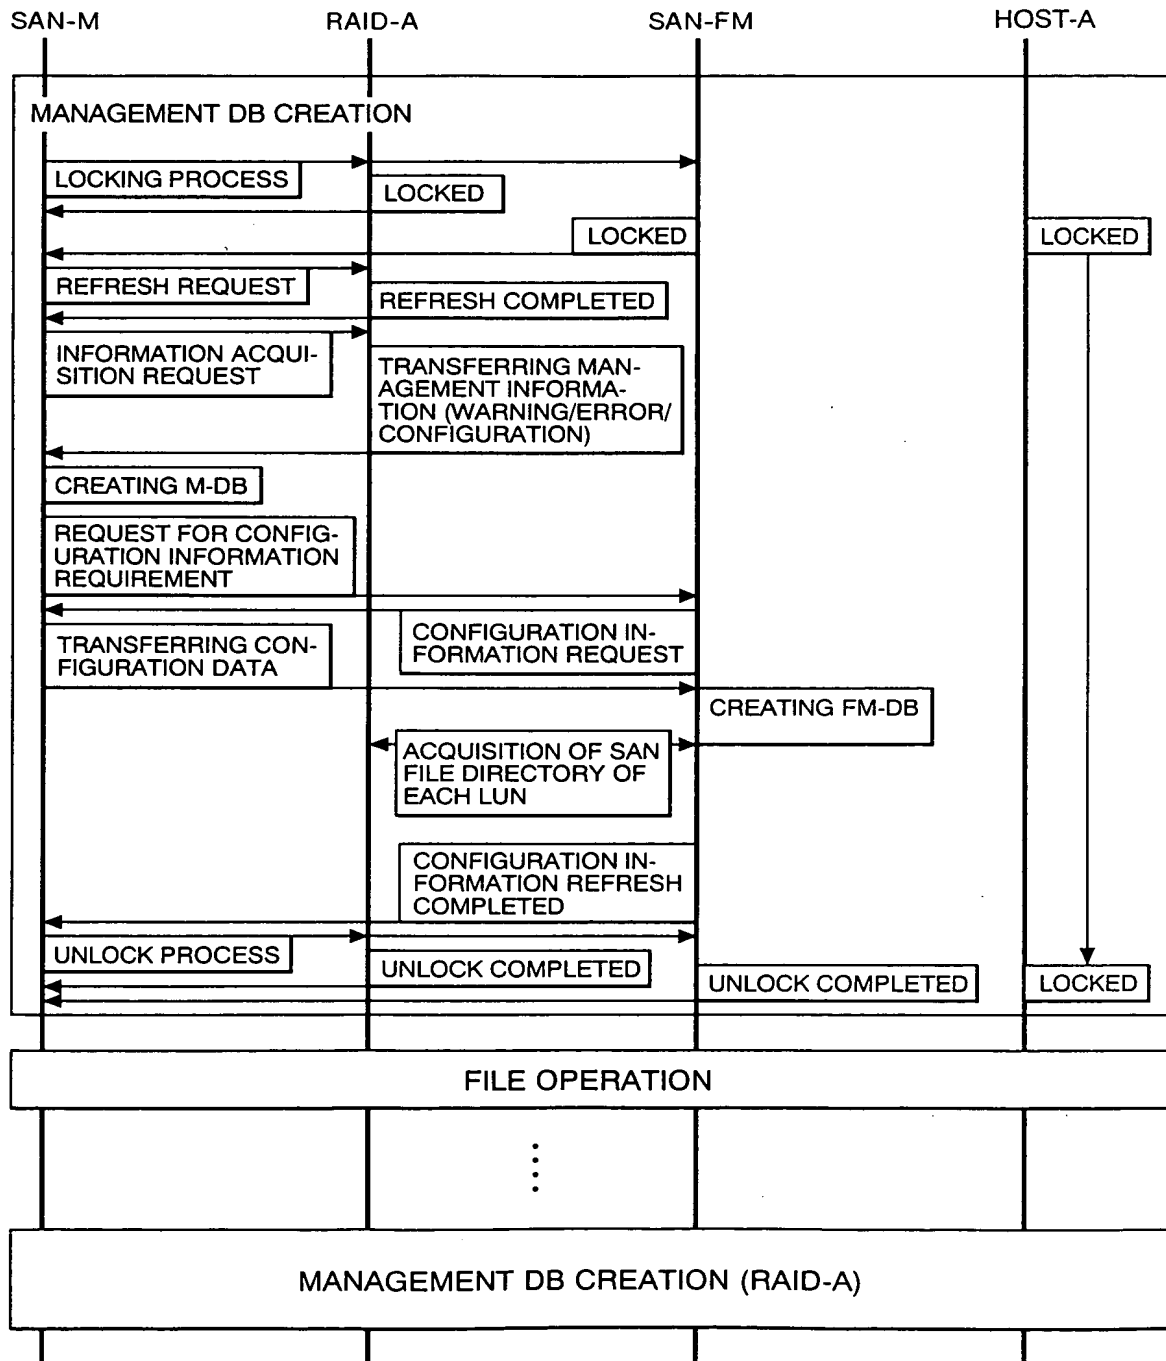 SAN-M RAID-A SAN-FM HOST-A
MANAGEMENT DB CREATION
LOCKING PROCESS
LOCKED
LOCKED
LOCKED
REFRESH REQUEST
REFRESH COMPLETED
INFORMATION ACQUI-
SITION REQUEST
TRANSFERRING MAN-
AGEMENT INFORMA-
TION (WARNING/ERROR/
CONFIGURATION)
CREATING M-DB
REQUEST FOR CONFIG-
URATION INFORMATION
REQUIREMENT
CONFIGURATION IN-
FORMATION REQUEST
TRANSFERRING CON-
FIGURATION DATA
CREATING FM-DB
ACQUISITION OF SAN
FILE DIRECTORY OF
EACH LUN
CONFIGURATION IN-
FORMATION REFRESH
COMPLETED
UNLOCK PROCESS
UNLOCK COMPLETED
UNLOCK COMPLETED
LOCKED
FILE OPERATION
MANAGEMENT DB CREATION (RAID-A)